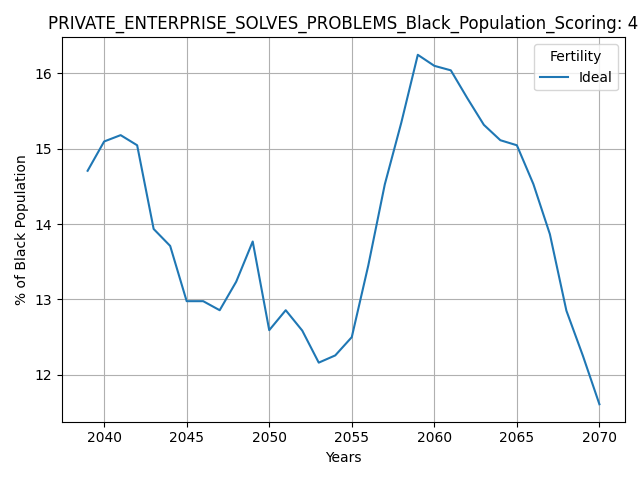 PRIVATE_ENTERPRISE_SOLVES_PROBLEMS_Black_Population_Scoring: 4
Fertility
Ideal
% of Black Population
16
15
14
13
12
2040 2045 2050 2055 2060 2065 2070
Years